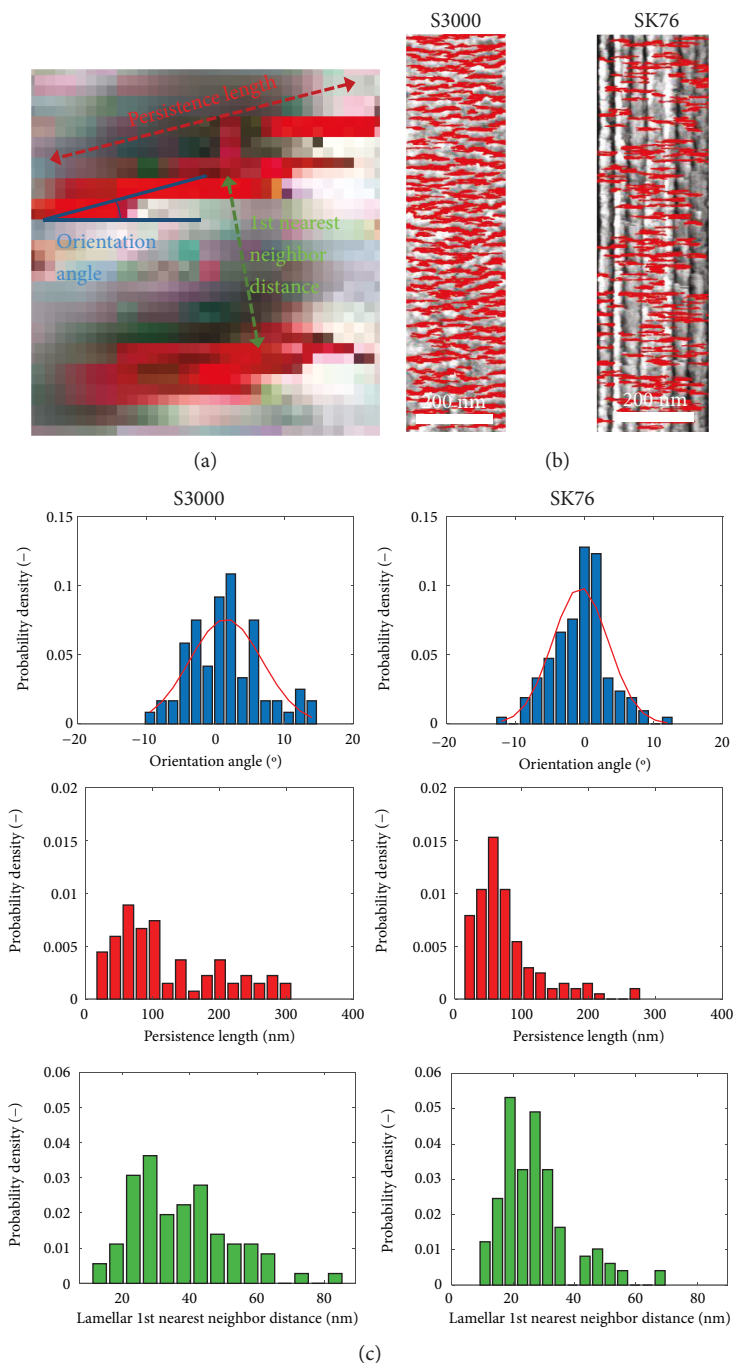 S3000
SK76
Persistence length
Orientation
angle
1st nearest
neighbor
distance
200 nm
200 nm
(a)
(b)
S3000
SK76
Probability density (−)
0.15
0.1
0.05
0
−20
−10
0
10
20
Orientation angle (º)
Probability density (−)
0.15
0.1
0.05
0
−20
−10
0
10
20
Orientation angle (º)
Probability density (−)
0.02
0.015
0.01
0.005
0
0
100
200
300
400
Persistence length (nm)
Probability density (−)
0.02
0.015
0.01
0.005
0
0
100
200
300
400
Persistence length (nm)
Probability density (−)
0.06
0.05
0.04
0.03
0.02
0.01
0
20
40
60
80
Lamellar 1st nearest neighbor distance (nm)
Probability density (−)
0.06
0.05
0.04
0.03
0.02
0.01
0
0
20
40
60
80
Lamellar 1st nearest neighbor distance (nm)
(c)